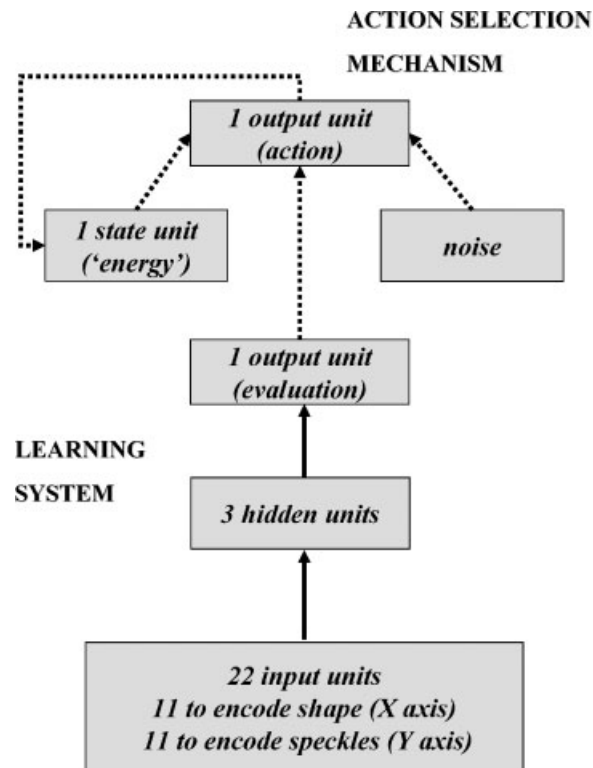 ACTION SELECTION
MECHANISM
1 output unit
(action)
1 state unit
('energy')
noise
1 output unit
(evaluation)
LEARNING
SYSTEM
3 hidden units
22 input units
11 to encode shape (X axis)
11 to encode speckles (Y axis)